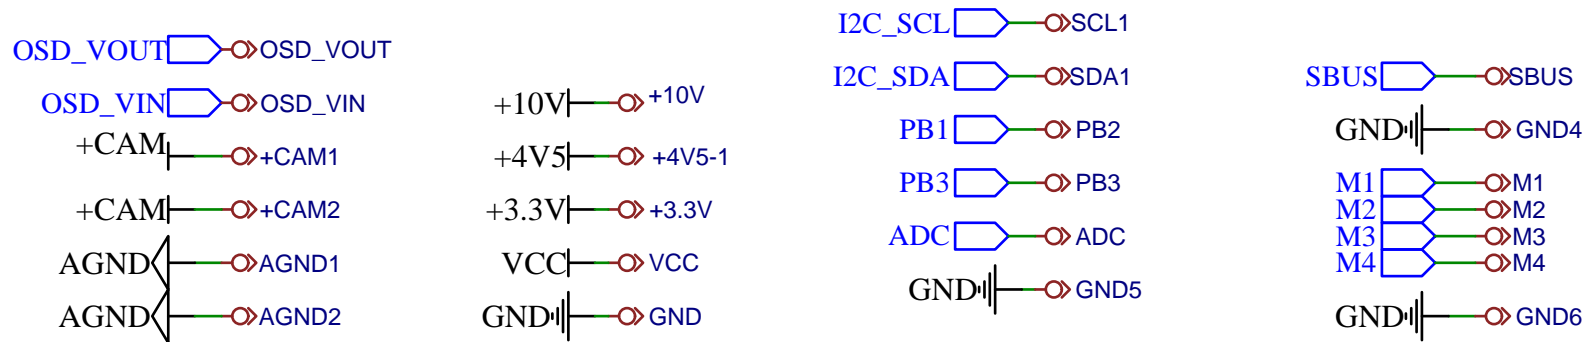 OSD_VOUT OSD_VOUT
OSD_VIN OSD_VIN
+CAM +CAM1
+CAM +CAM2
AGND AGND1
AGND AGND2
+10V +10V
+4V5 +4V5-1
+3.3V +3.3V
VCC VCC
GND GND
I2C_SCL SCL1
I2C_SDA SDA1
PB1 PB2
PB3 PB3
ADC ADC
GND GND5
SBUS SBUS
GND GND4
M1 M1
M2 M2
M3 M3
M4 M4
GND GND6